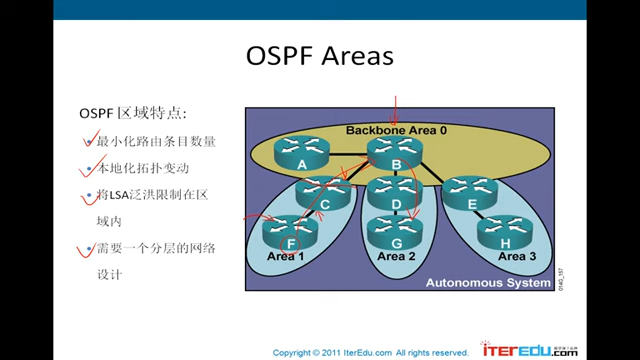 OSPF Areas
OSPF 区域特点:
• 最小化路由条目数量
• 本地化拓扑变动
• 将LSA泛洪限制在区
域内
• 需要一个分层的网络
设计
Backbone Area 0
A
B
C
D
E
F
G
H
Area 1
Area 2
Area 3
Autonomous System
Copyright © 2011 IterEdu.com All rights reserved.
iTEREDU.com